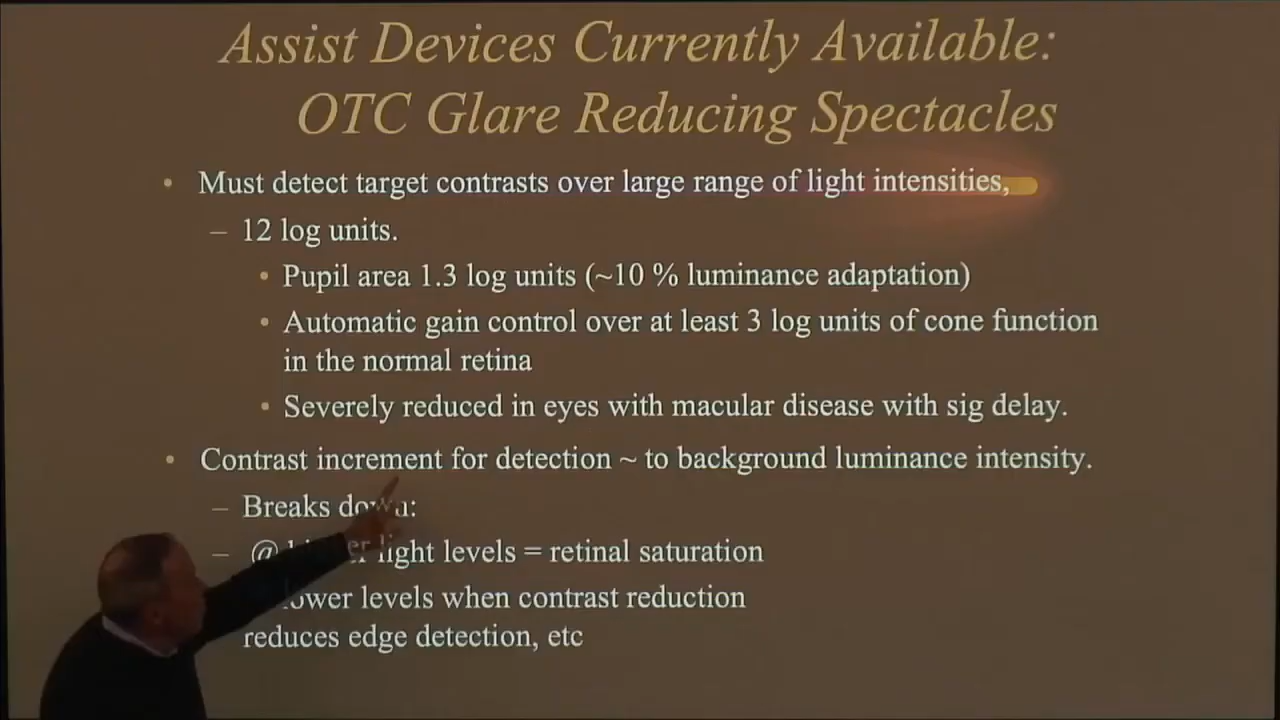 Assist Devices Currently Available:
OTC Glare Reducing Spectacles
• Must detect target contrasts over large range of light intensities,
– 12 log units.
• Pupil area 1.3 log units (~10 % luminance adaptation)
• Automatic gain control over at least 3 log units of cone function
in the normal retina
• Severely reduced in eyes with macular disease with sig delay.
• Contrast increment for detection ~ to background luminance intensity.
– Breaks down:
– @ light levels = retinal saturation
lower levels when contrast reduction
reduces edge detection, etc